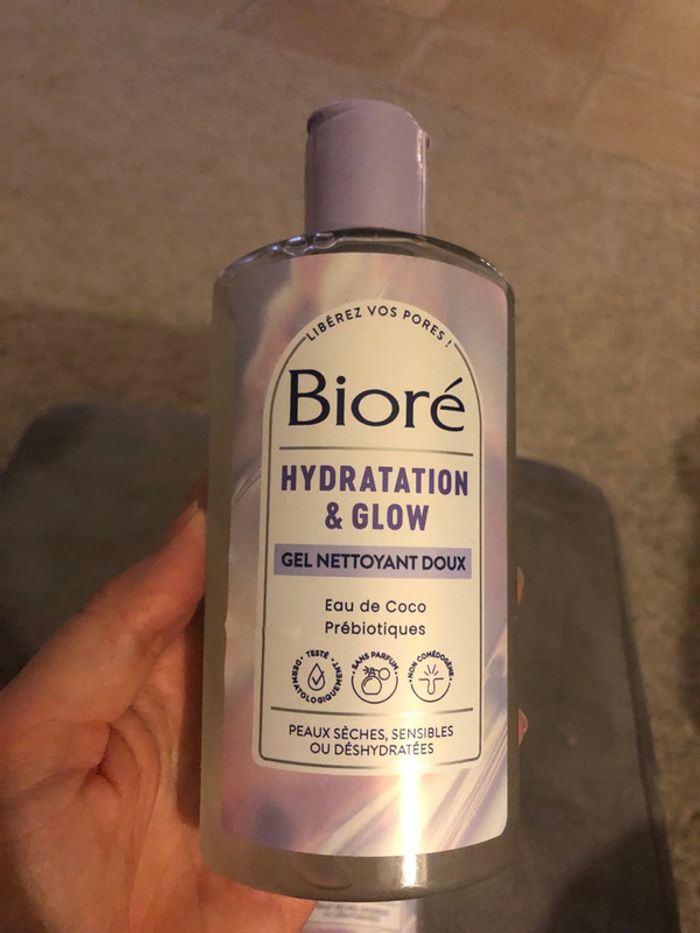 LIBÉREZ VOS PORES !
Bioré
HYDRATATION
& GLOW
GEL NETTOYANT DOUX
Eau de Coco
Prébiotiques
TESTÉ DERMATOLOGIQUEMENT
SANS PARFUM
NON COMÉDOGÈNE
PEAUX SÈCHES, SENSIBLES
OU DÉSHYDRATÉES